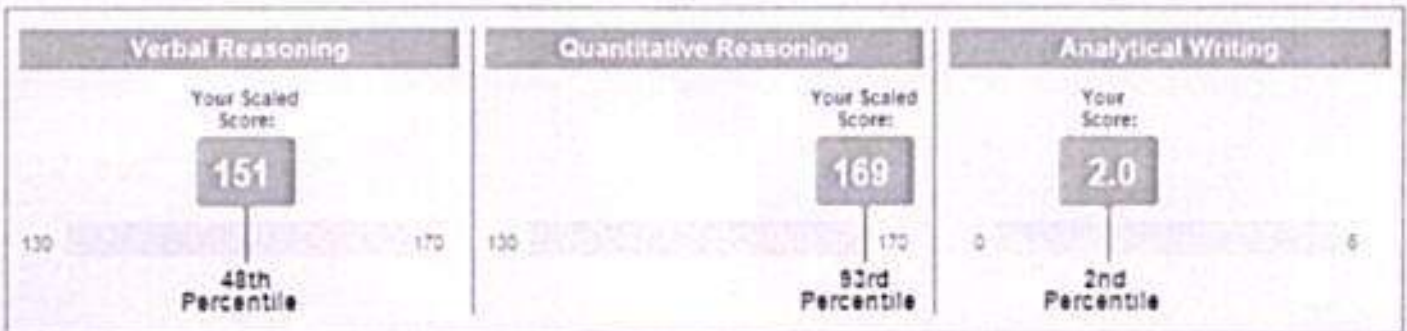 Verbal Reasoning
Your Scaled
Score:
151
130
170
48th
Percentile
Quantitative Reasoning
Your Scaled
Score:
169
130
170
93rd
Percentile
Analytical Writing
Your
Score:
2.0
0
6
2nd
Percentile